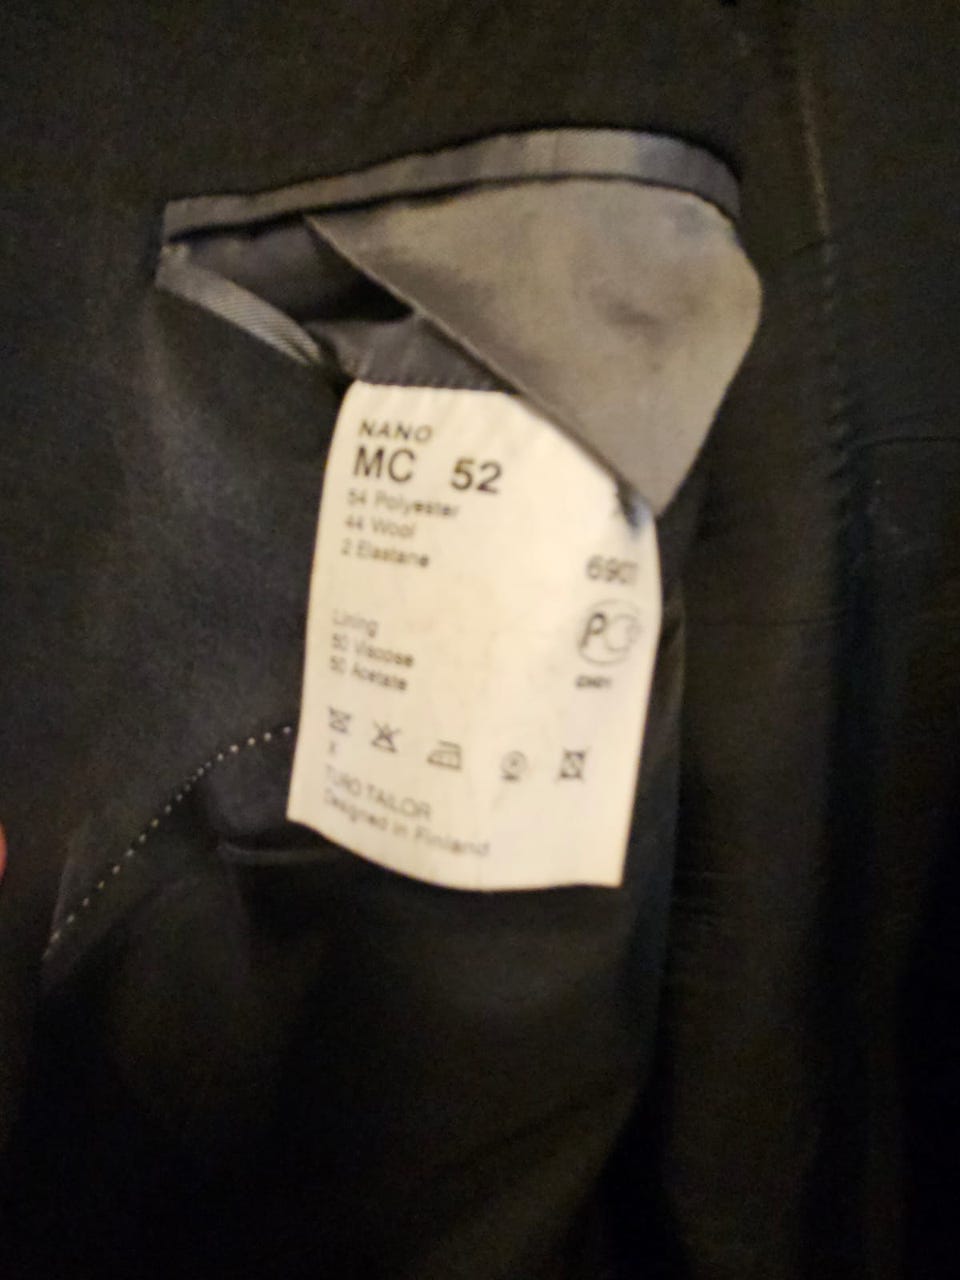 NANO
MC 52
54 Polyester
44 Wool
2 Elastane
6907
Lining
50 Viscose
50 Acetate
TURO TAILOR
Designed in Finland